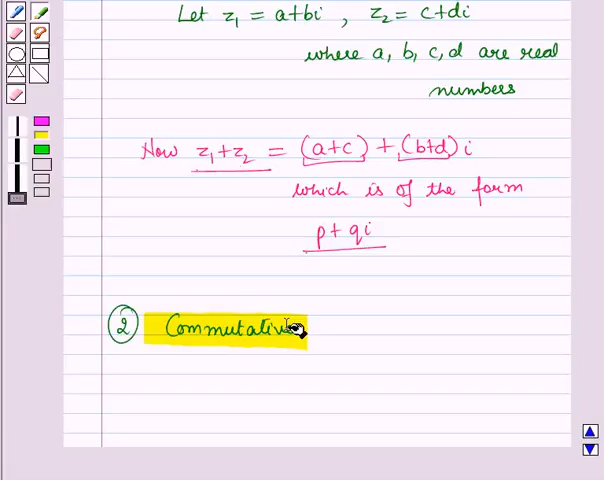 Let z₁ = a+bi , z₂ = c+di
where a, b, c, d are real
numbers
Now z₁+z₂ = (a+c) + (b+d) i
which is of the form
p+ qi
2 Commutative